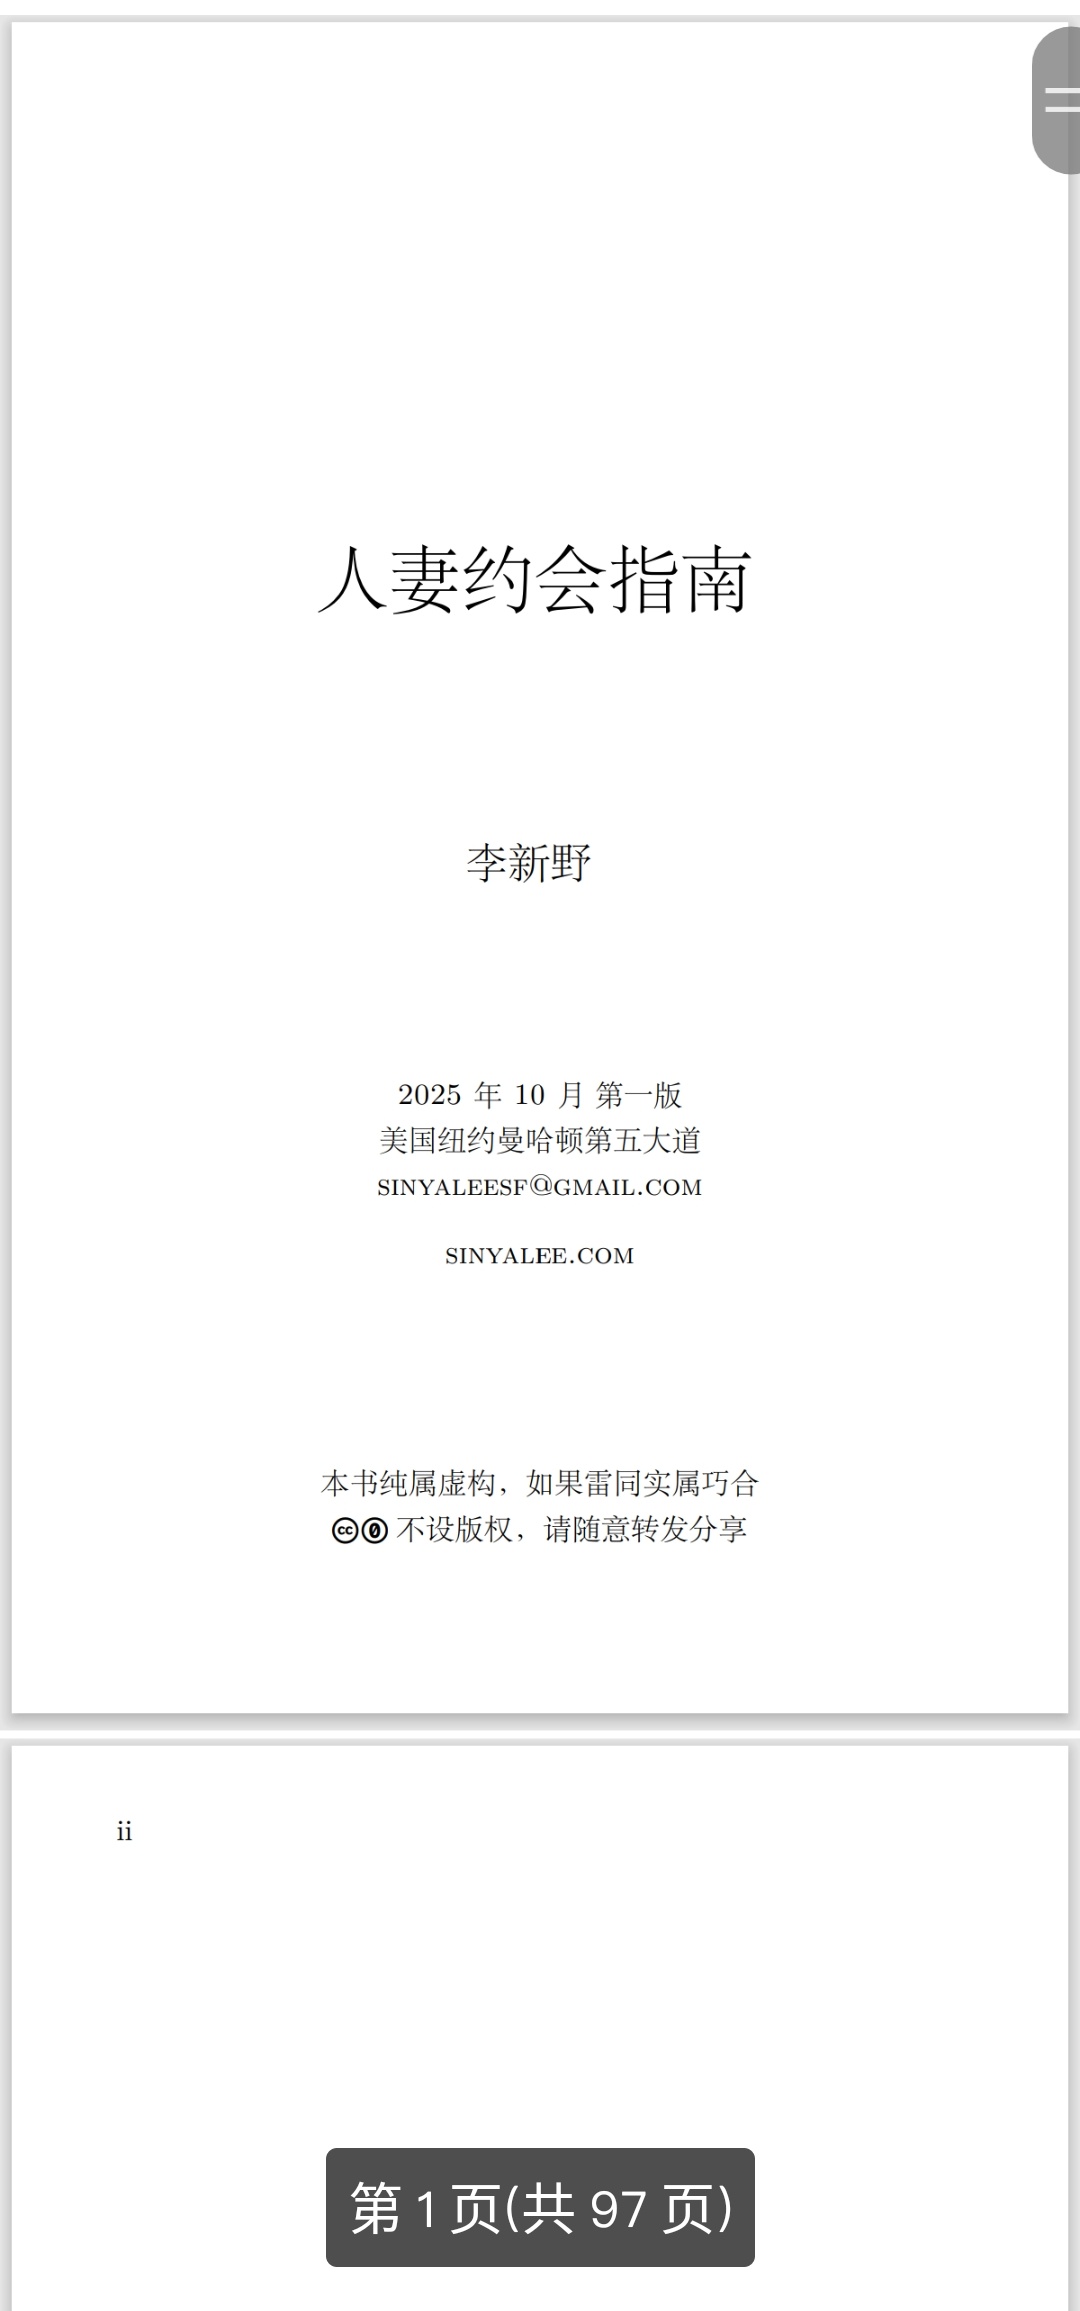 人妻约会指南
李新野
2025 年 10 月 第一版
美国纽约曼哈顿第五大道
SINYALEESF@GMAIL.COM
SINYALEE.COM
本书纯属虚构，如果雷同实属巧合
cc 0 不设版权，请随意转发分享
ii
第 1 页(共 97 页)